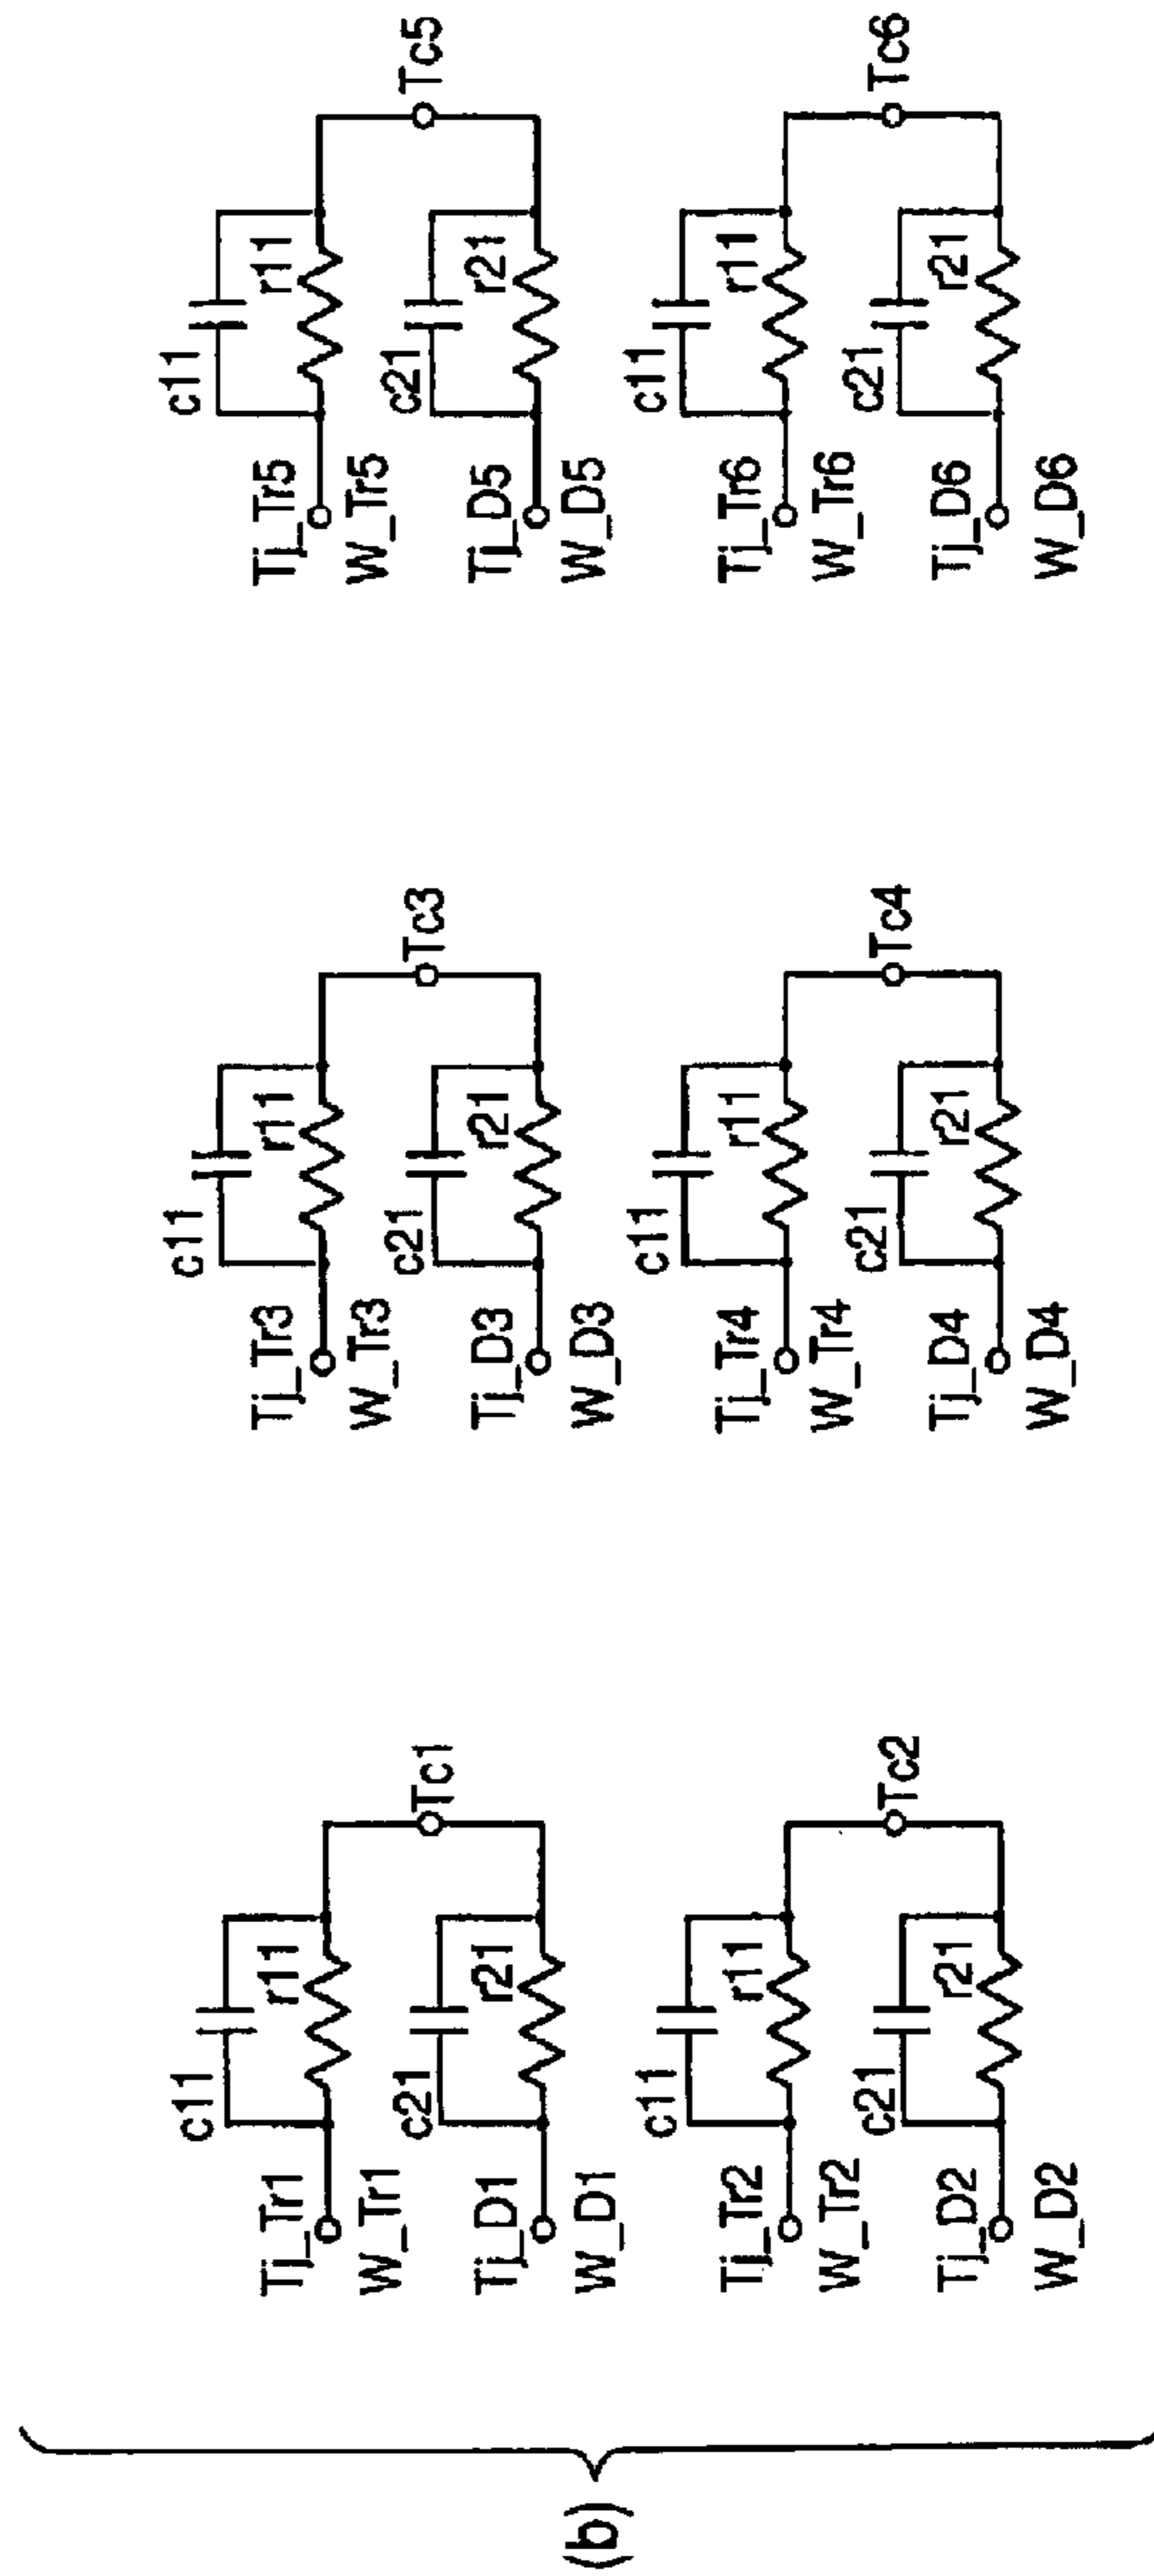 (b)
c11
r11
Tj_Tr1
W_Tr1
c21
r21
Tj_D1
W_D1
Tc1
c11
r11
Tj_Tr2
W_Tr2
c21
r21
Tj_D2
W_D2
Tc2
c11
r11
Tj_Tr3
W_Tr3
c21
r21
Tj_D3
W_D3
Tc3
c11
r11
Tj_Tr4
W_Tr4
c21
r21
Tj_D4
W_D4
Tc4
c11
r11
Tj_Tr5
W_Tr5
c21
r21
Tj_D5
W_D5
Tc5
c11
r11
Tj_Tr6
W_Tr6
c21
r21
Tj_D6
W_D6
Tc6